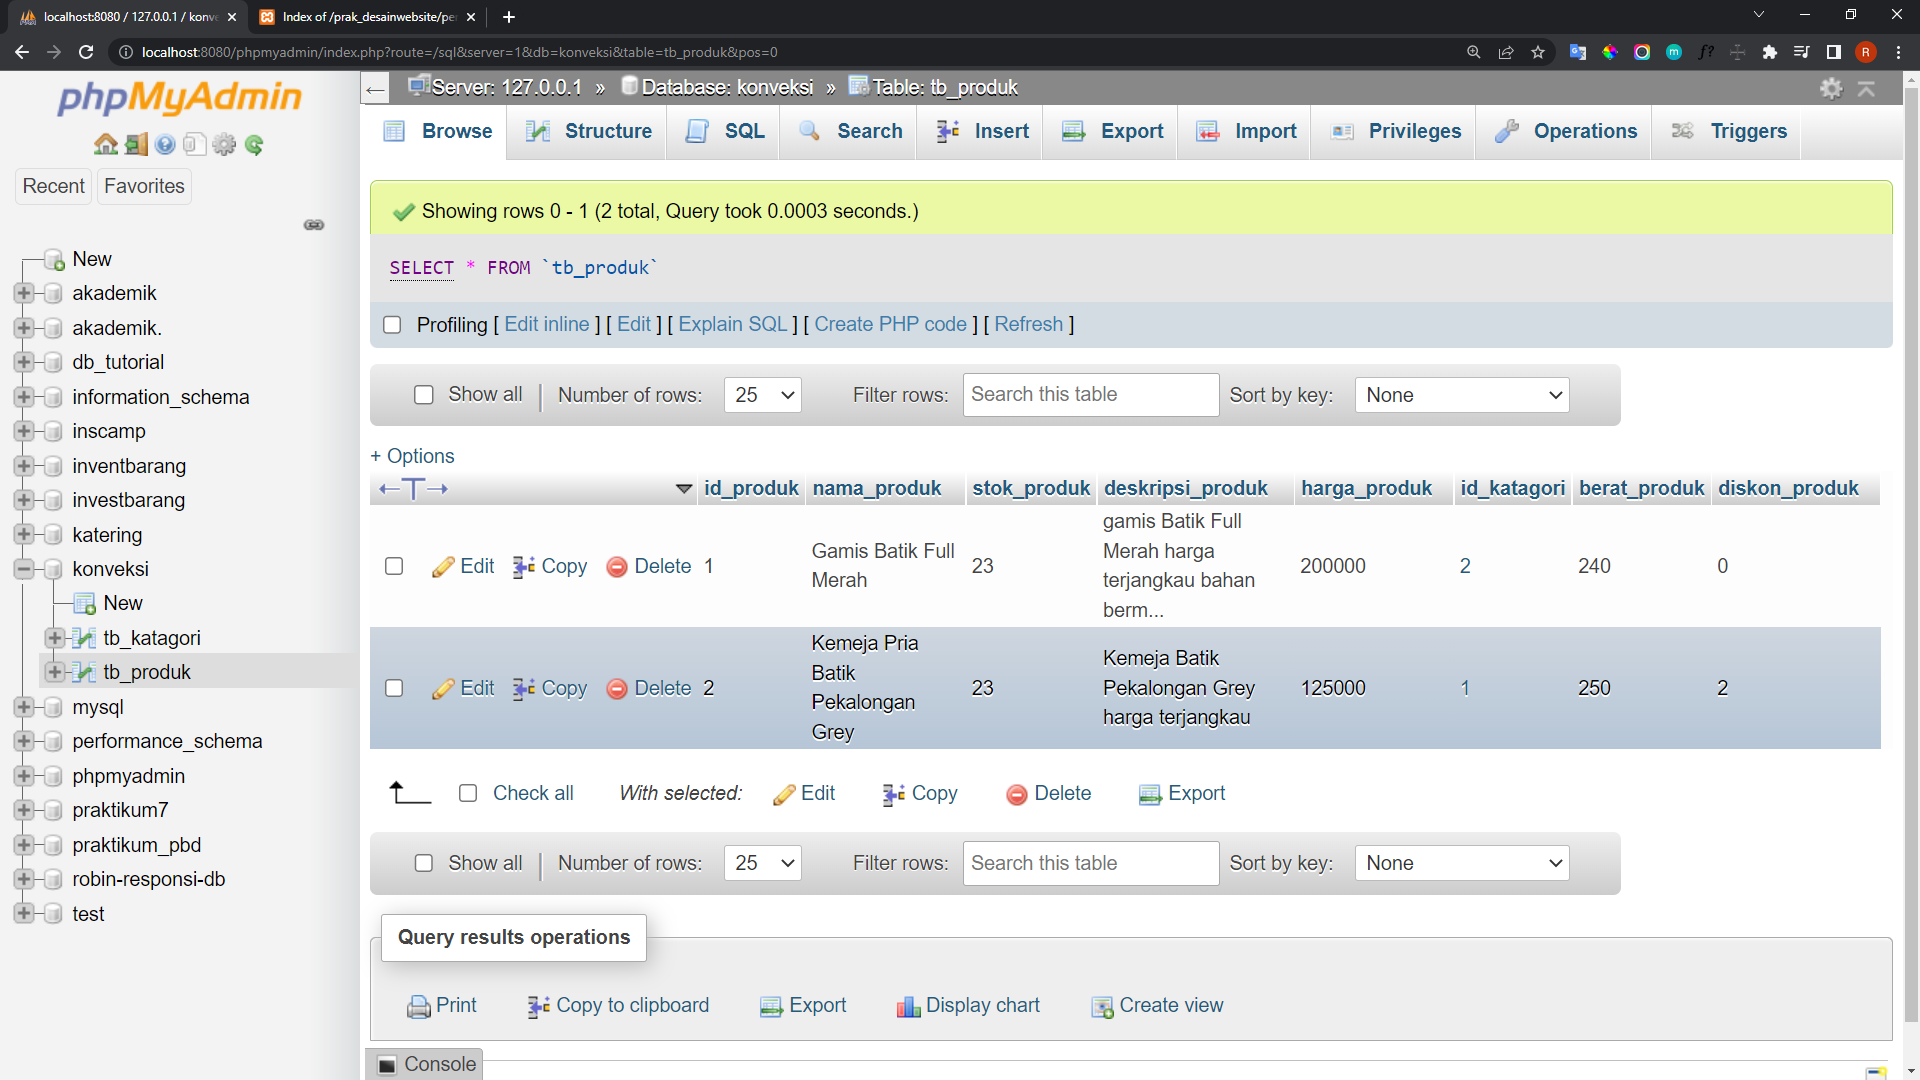 localhost:8080 / 127.0.0.1 / konve
Index of /prak_desainwebsite/per
localhost:8080/phpmyadmin/index.php?route=/sql&server=1&db=konveksi&table=tb_produk&pos=0
R
phpMyAdmin
Recent
Favorites
New
akademik
akademik.
db_tutorial
information_schema
inscamp
inventbarang
investbarang
katering
konveksi
New
tb_katagori
tb_produk
mysql
performance_schema
phpmyadmin
praktikum7
praktikum_pbd
robin-responsi-db
test
Server: 127.0.0.1 » Database: konveksi » Table: tb_produk
Browse
Structure
SQL
Search
Insert
Export
Import
Privileges
Operations
Triggers
Showing rows 0 - 1 (2 total, Query took 0.0003 seconds.)
SELECT * FROM `tb_produk`
Profiling [ Edit inline ] [ Edit ] [ Explain SQL ] [ Create PHP code ] [ Refresh ]
Show all | Number of rows: 25 Filter rows: Search this table Sort by key: None
+ Options
←T→ id_produk nama_produk stok_produk deskripsi_produk harga_produk id_katagori berat_produk diskon_produk
Edit Copy Delete 1
Gamis Batik Full
Merah
23
gamis Batik Full
Merah harga
terjangkau bahan
berm...
200000
2
240
0
Edit Copy Delete 2
Kemeja Pria
Batik
Pekalongan
Grey
23
Kemeja Batik
Pekalongan Grey
harga terjangkau
125000
1
250
2
Check all With selected: Edit Copy Delete Export
Show all | Number of rows: 25 Filter rows: Search this table Sort by key: None
Query results operations
Print Copy to clipboard Export Display chart Create view
Console